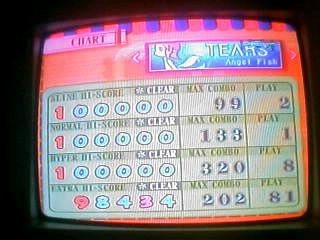 CHART
TEARS
Angel Fish
5LINE HI-SCORE CLEAR MAX COMBO PLAY
100000 99 2
NORMAL HI-SCORE CLEAR MAX COMBO PLAY
100000 133 1
HYPER HI-SCORE CLEAR MAX COMBO PLAY
100000 320 8
EXTRA HI-SCORE CLEAR MAX COMBO PLAY
98434 202 81